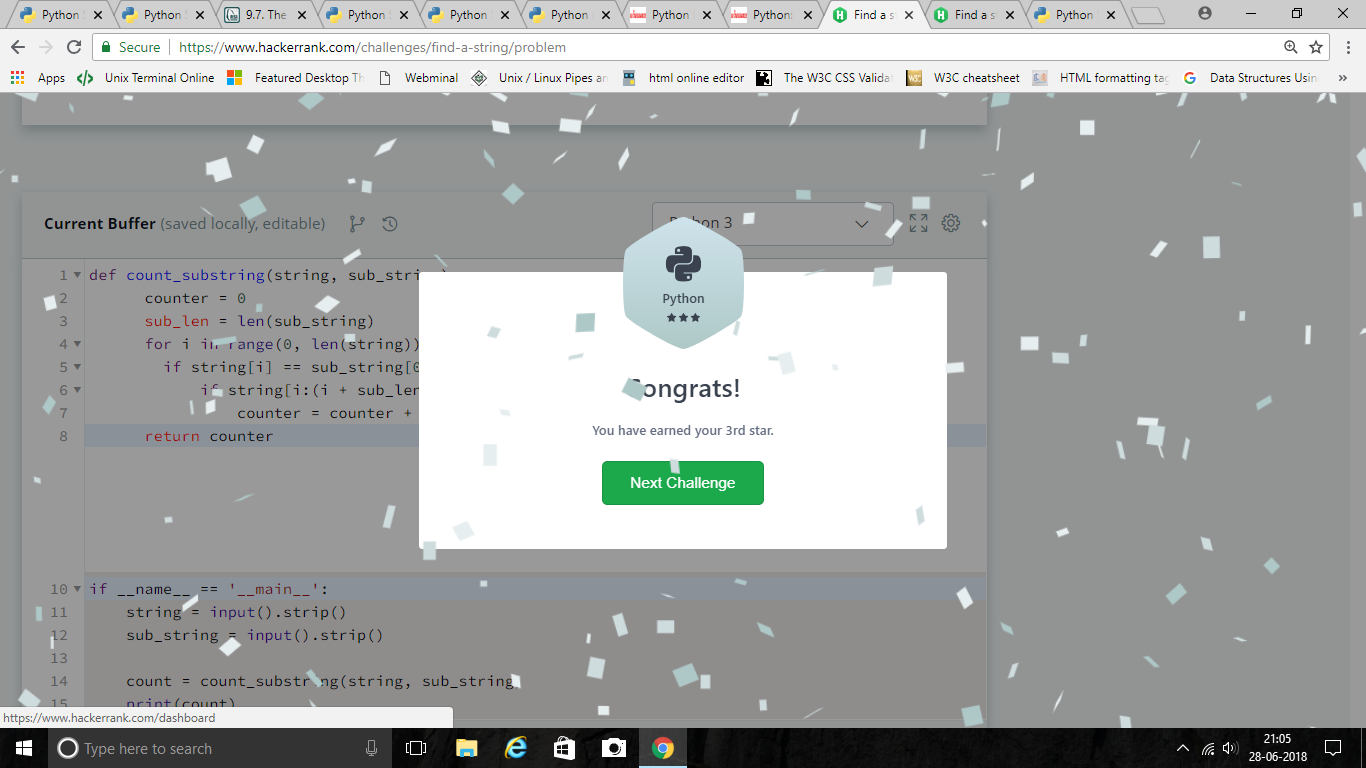 Python
Python
9.7. The
Python
Python
Python
Python
Python
Find a s
Find a s
Python
Secure
https://www.hackerrank.com/challenges/find-a-string/problem
Apps
Unix Terminal Online
Featured Desktop Th
Webminal
Unix / Linux Pipes an
html online editor
The W3C CSS Validat
W3C cheatsheet
HTML formatting tag
Data Structures Usin
»
Current Buffer (saved locally, editable)
Python 3
1 def count_substring(string,
2 counter = 0
3 sub_len = len(sub_string)
4 for i in range(0, len(string))
5 if string[i] == sub_string[0
6 if string[i:(i + sub_len
7 counter = counter +
8 return counter
Python
★★★
Congrats!
You have earned your 3rd star.
Next Challenge
10 if __name__ == '__main__':
11 string = input().strip()
12 sub_string = input().strip()
13
14 count = count_substring(string, sub_string
15 print(count)
https://www.hackerrank.com/dashboard
Type here to search
21:05
28-06-2018